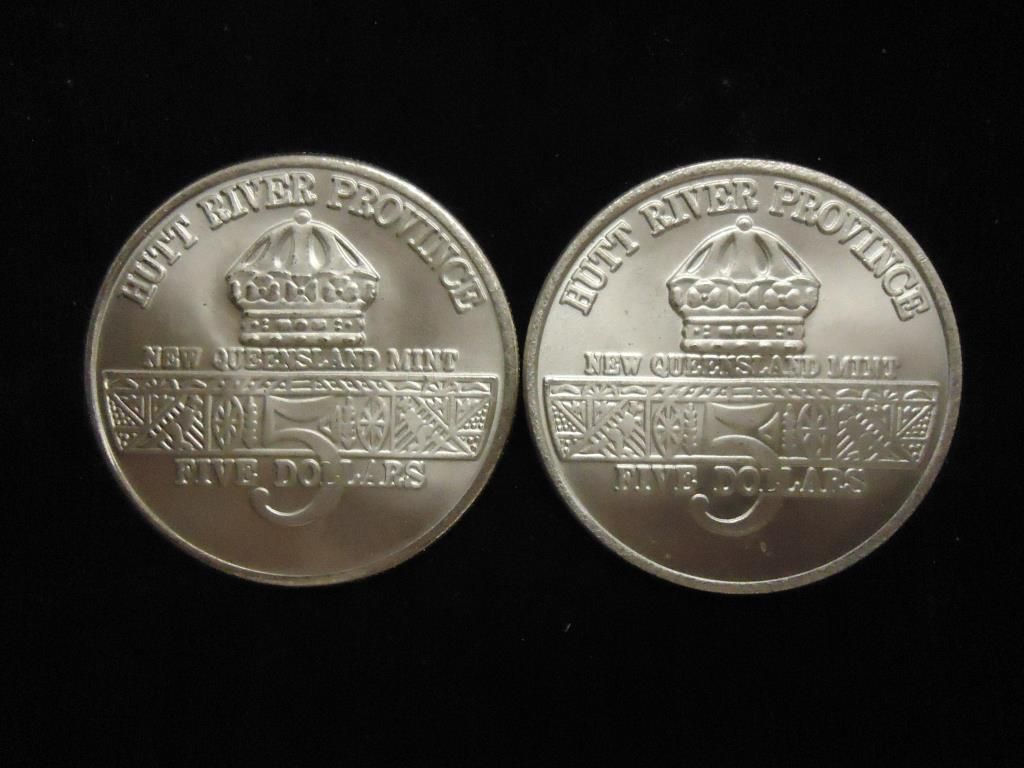 HUTT RIVER PROVINCE
NEW QUEENSLAND MINT
5
FIVE DOLLARS
HUTT RIVER PROVINCE
NEW QUEENSLAND MINT
5
FIVE DOLLARS